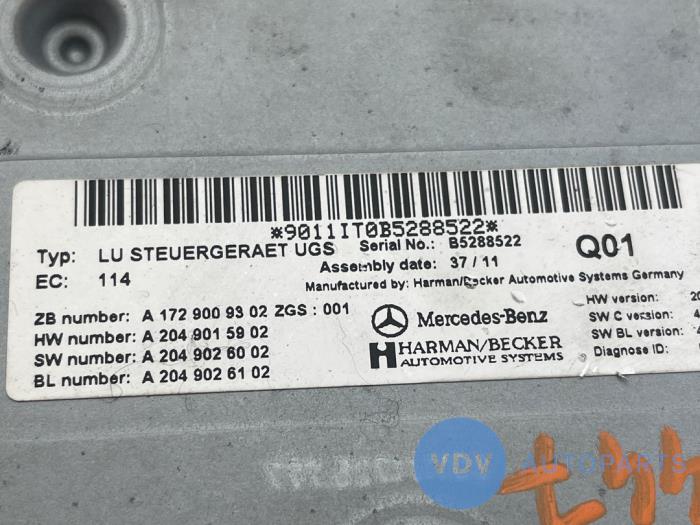 *9011IT0B5288522*
Typ: LU STEUERGERAET UGS Serial No.: B5288522 Q01
EC: 114 Assembly date: 37/11
Manufactured by: Harman/Becker Automotive Systems Germany
ZB number: A 172 900 93 02 ZGS : 001
HW number: A 204 901 59 02
SW number: A 204 902 60 02
BL number: A 204 902 61 02
Mercedes-Benz
HARMAN/BECKER
AUTOMOTIVE SYSTEMS
HW version: 20
SW C version: 4
SW BL version:
Diagnose ID:
VDV AUTOPARTS